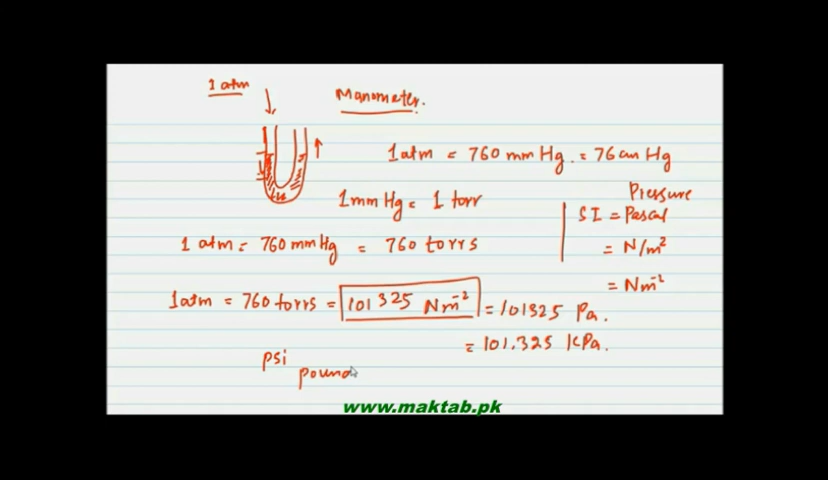 1 atm
Manometer.
1 atm = 760 mm Hg. = 76 cm Hg
Pressure
1 mm Hg = 1 torr
SI = Pascal
1 atm = 760 mm Hg = 760 torrs
= N/m²
= Nm⁻²
1 atm = 760 torrs = 101325 Nm⁻² = 101325 Pa.
= 101.325 KPa.
psi
pound
www.maktab.pk